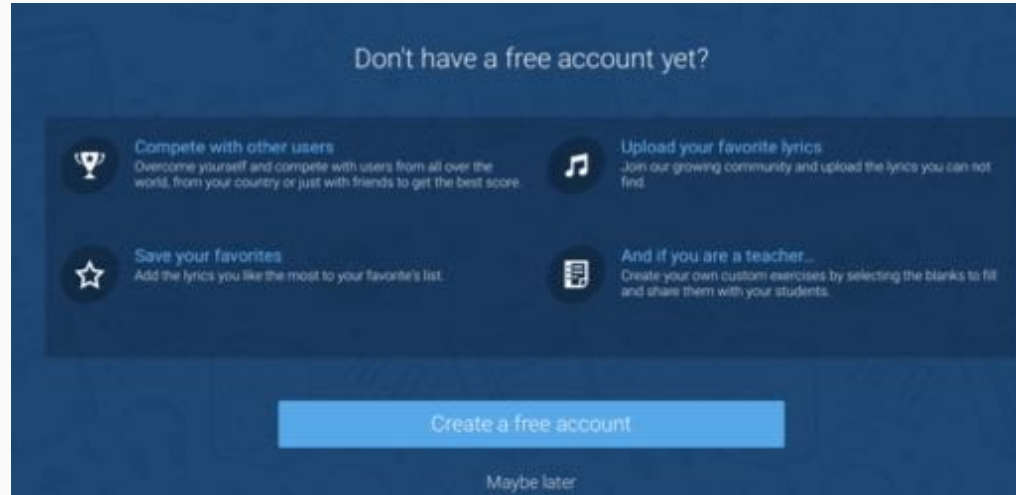 Don't have a free account yet?
Compete with other users
Overcome yourself and compete with users from all over the
world, from your country or just with friends to get the best score.
Save your favorites
Add the lyrics you like the most to your favorite's list.
Upload your favorite lyrics
Join our growing community and upload the lyrics you can not
find.
And if you are a teacher...
Create your own custom exercises by selecting the blanks to fill
and share them with your students.
Create a free account
Maybe later